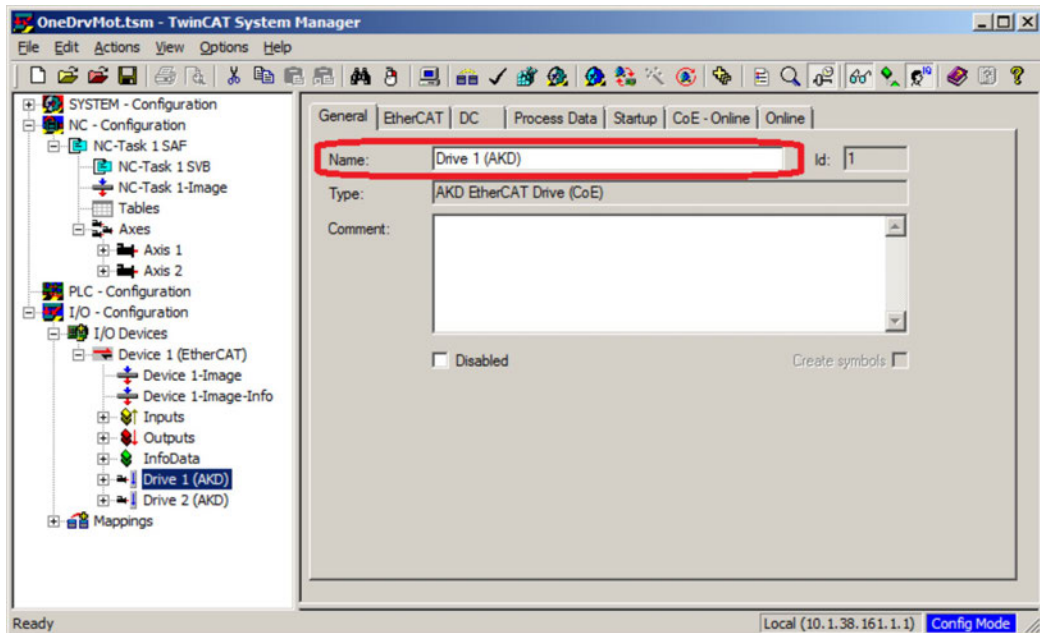 OneDrvMot.tsm - TwinCAT System Manager
File Edit Actions View Options Help
SYSTEM - Configuration
NC - Configuration
NC-Task 1 SAF
NC-Task 1 SVB
NC-Task 1-Image
Tables
Axes
Axis 1
Axis 2
PLC - Configuration
I/O - Configuration
I/O Devices
Device 1 (EtherCAT)
Device 1-Image
Device 1-Image-Info
Inputs
Outputs
InfoData
Drive 1 (AKD)
Drive 2 (AKD)
Mappings
General EtherCAT DC Process Data Startup CoE - Online Online
Name: Drive 1 (AKD) Id: 1
Type: AKD EtherCAT Drive (CoE)
Comment:
Disabled Create symbols
Ready Local (10.1.38.161.1.1) Config Mode